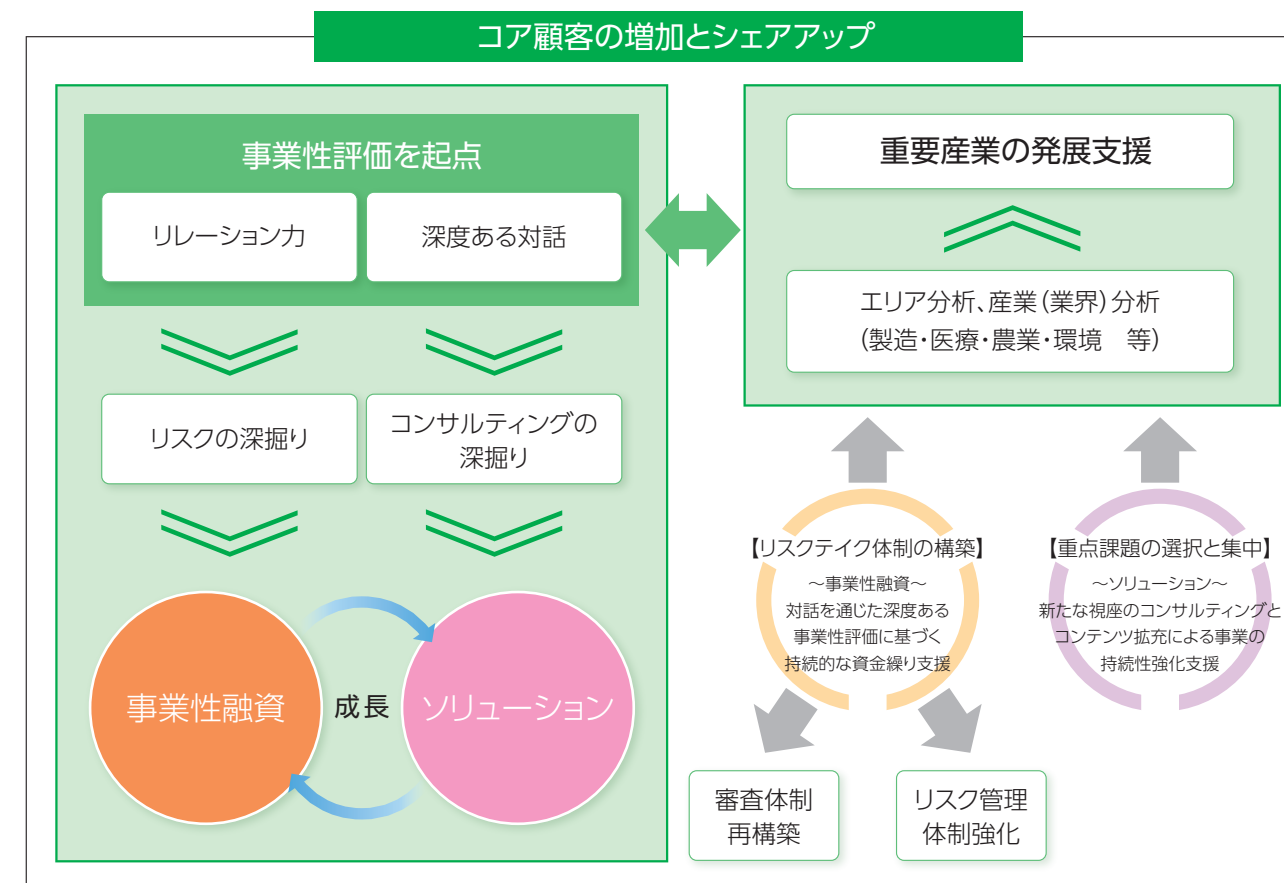 コア顧客の増加とシェアアップ
事業性評価を起点
リレーション力
深度ある対話
リスクの深掘り
コンサルティングの
深掘り
事業性融資
成長
ソリューション
重要産業の発展支援
エリア分析、産業(業界)分析
(製造・医療・農業・環境　等)
【リスクテイク体制の構築】
～事業性融資～
対話を通じた深度ある
事業性評価に基づく
持続的な資金繰り支援
【重点課題の選択と集中】
～ソリューション～
新たな視座のコンサルティングと
コンテンツ拡充による事業の
持続性強化支援
審査体制
再構築
リスク管理
体制強化